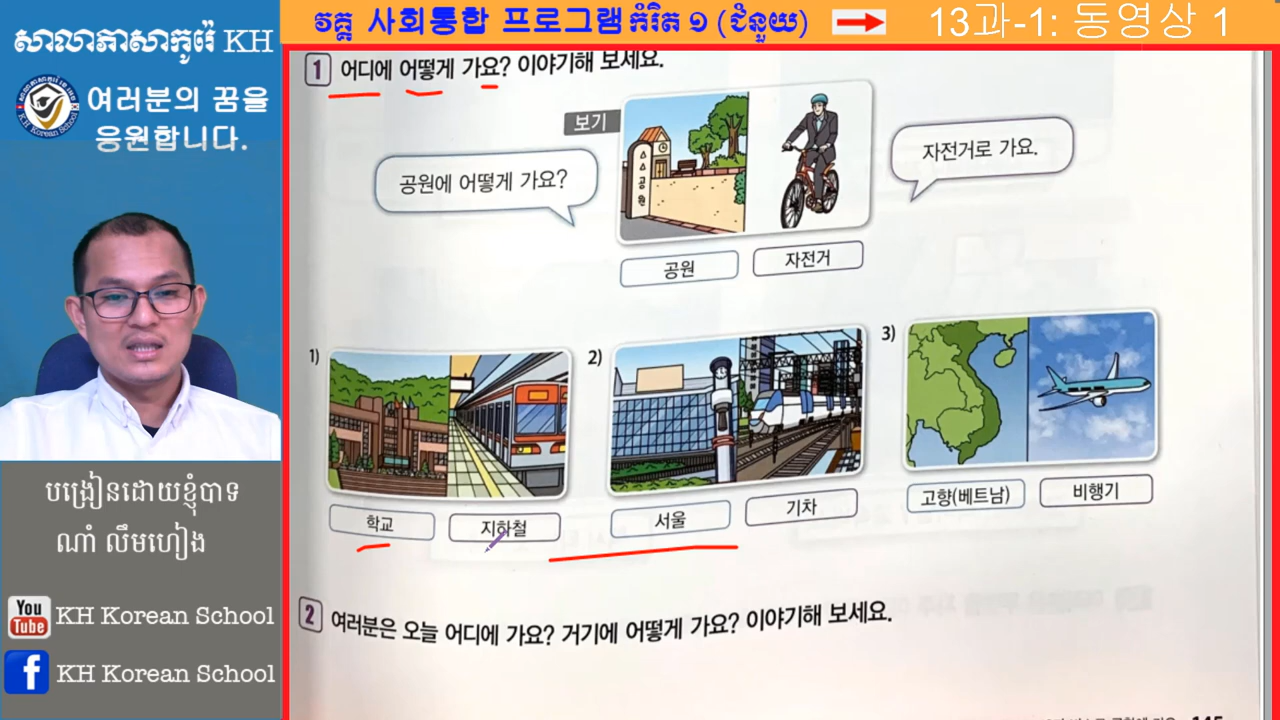 សាលាភាសាកូរ៉េ KH
여러분의 꿈을
응원합니다.
វគ្គ 사회통합 프로그램 កំរិត ១ (ជំនួយ)
13과-1: 동영상 1
1 어디에 어떻게 가요? 이야기해 보세요.
보기
공원에 어떻게 가요?
자전거로 가요.
공원
자전거
1)
2)
3)
학교
지하철
서울
기차
고향(베트남)
비행기
2 여러분은 오늘 어디에 가요? 거기에 어떻게 가요? 이야기해 보세요.
បង្រៀនដោយខ្ញុំបាទ
ណាំ លឹមហៀង
You Tube KH Korean School
f KH Korean School